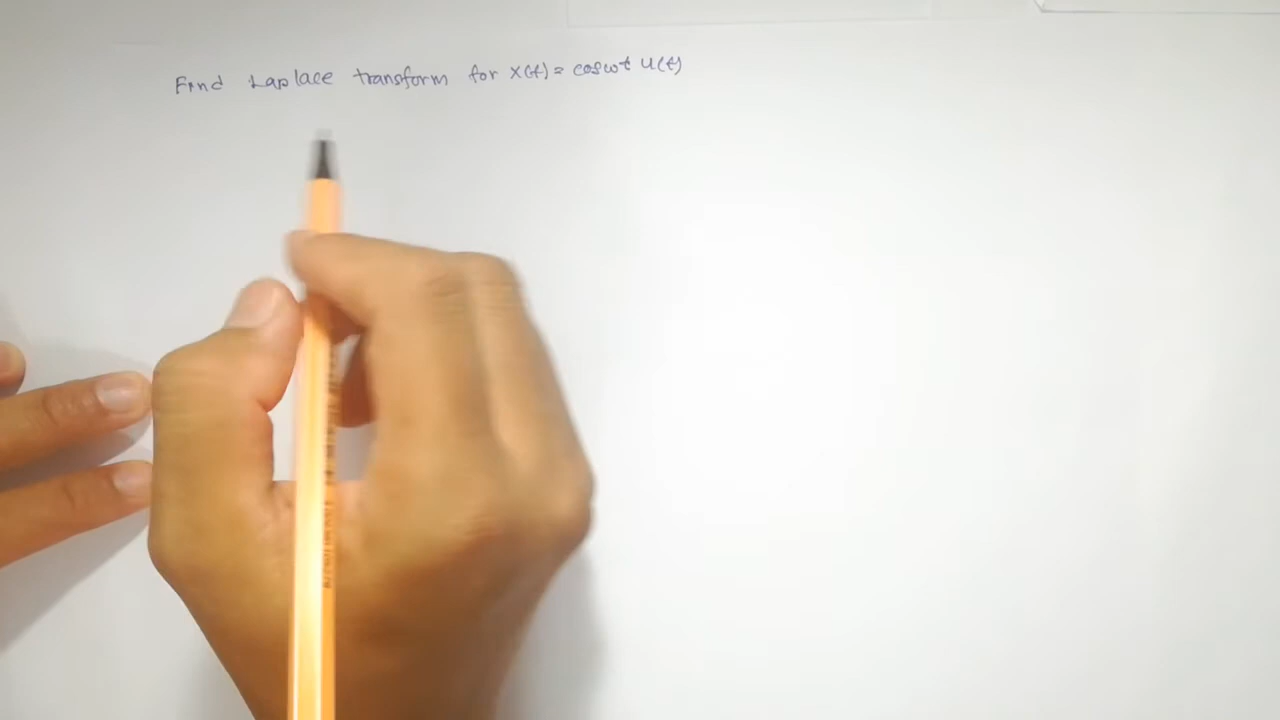 Find Laplace transform for x(t) = cosωt u(t)